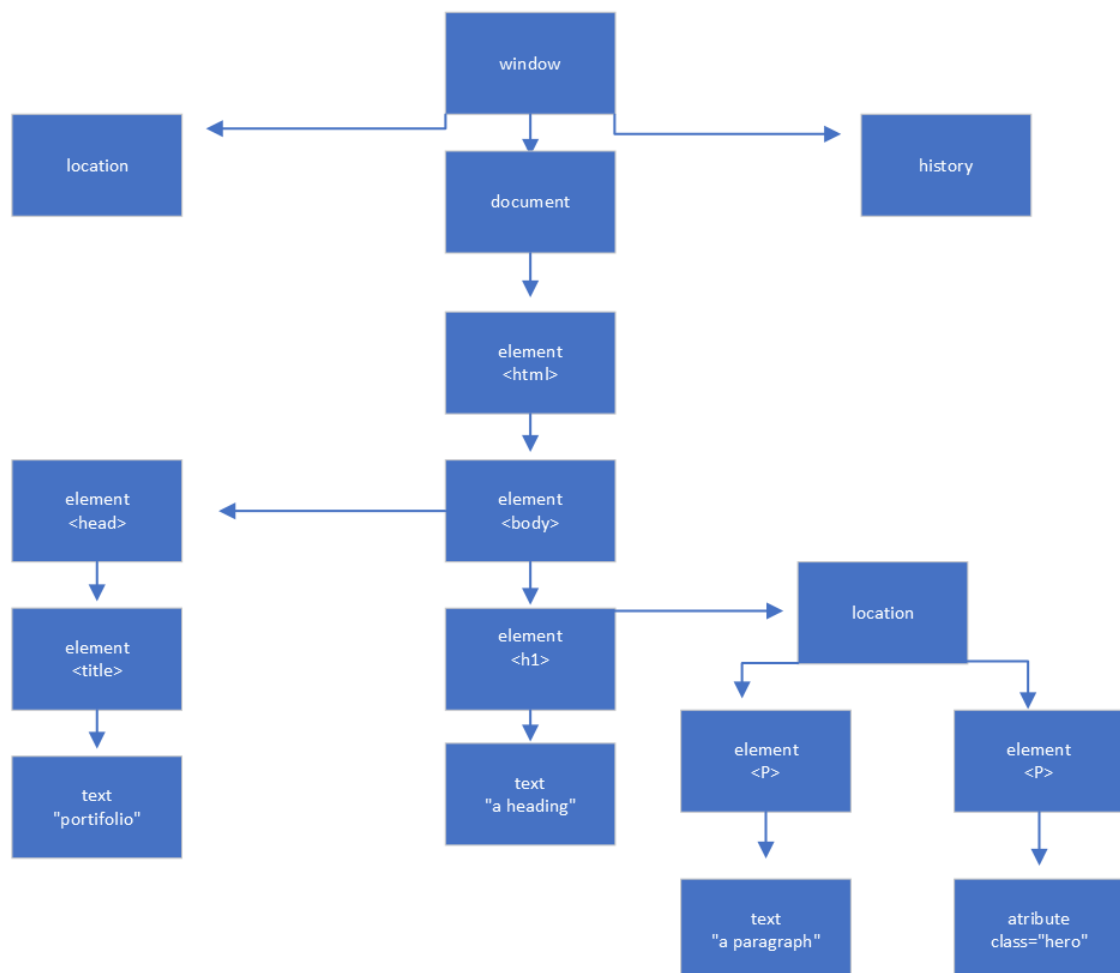 window
location
history
document
element
<html>
element
<head>
element
<body>
location
element
<title>
element
<h1>
element
<P>
element
<P>
text
"portifolio"
text
"a heading"
text
"a paragraph"
atribute
class="hero"